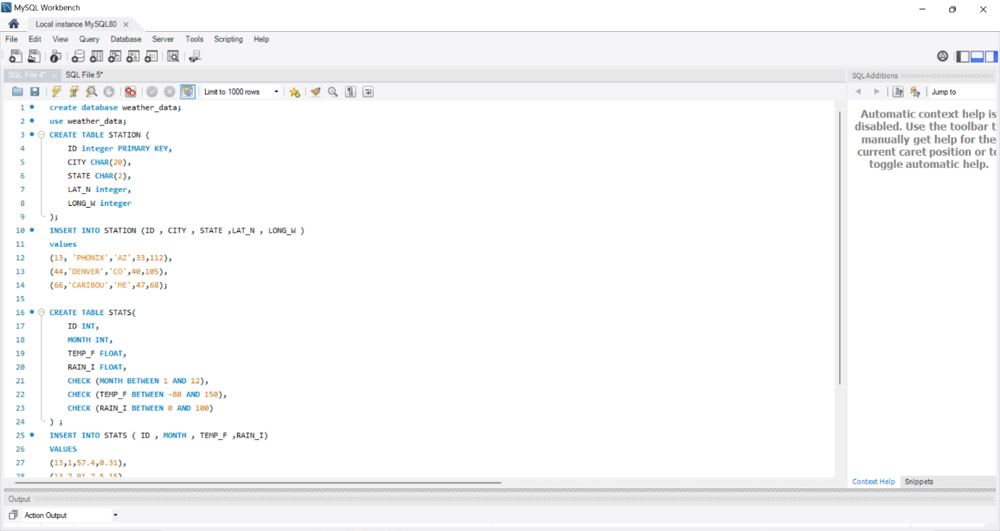 MySQL Workbench
Local instance MySQL80
File Edit View Query Database Server Tools Scripting Help
SQL File 4* SQL File 5*
SQLAdditions
Limit to 1000 rows
Jump to
1 create database weather_data;
2 use weather_data;
3 CREATE TABLE STATION (
4 ID integer PRIMARY KEY,
5 CITY CHAR(20),
6 STATE CHAR(2),
7 LAT_N integer,
8 LONG_W integer
9 );
10 INSERT INTO STATION (ID , CITY , STATE ,LAT_N , LONG_W )
11 values
12 (13, 'PHONIX','AZ',33,112),
13 (44,'DENVER','CO',40,105),
14 (66,'CARIBOU','ME',47,68);
15
16 CREATE TABLE STATS(
17 ID INT,
18 MONTH INT,
19 TEMP_F FLOAT,
20 RAIN_I FLOAT,
21 CHECK (MONTH BETWEEN 1 AND 12),
22 CHECK (TEMP_F BETWEEN -80 AND 150),
23 CHECK (RAIN_I BETWEEN 0 AND 100)
24 ) ;
25 INSERT INTO STATS ( ID , MONTH , TEMP_F ,RAIN_I)
26 VALUES
27 (13,1,57.4,0.31),
28 (13,7,91.7,5.15)
Automatic context help is
disabled. Use the toolbar t
manually get help for the
current caret position or to
toggle automatic help.
Context Help Snippets
Output
Action Output